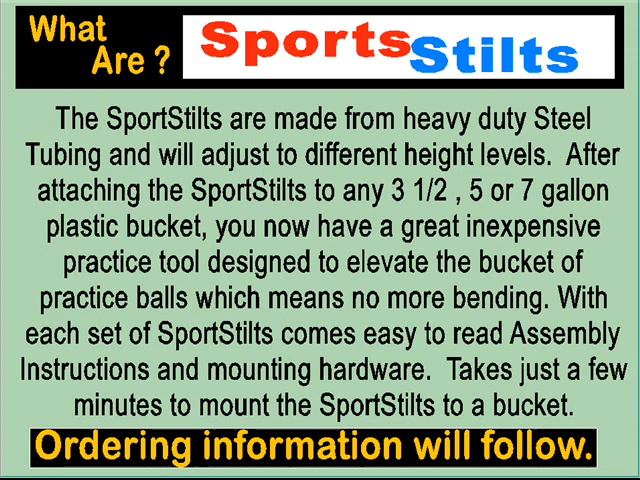 What
Are ?
Sports
Stilts
The SportStilts are made from heavy duty Steel
Tubing and will adjust to different height levels.  After
attaching the SportStilts to any 3 1/2 , 5 or 7 gallon
plastic bucket, you now have a great inexpensive
practice tool designed to elevate the bucket of
practice balls which means no more bending. With
each set of SportStilts comes easy to read Assembly
Instructions and mounting hardware.  Takes just a few
minutes to mount the SportStilts to a bucket.
Ordering information will follow.